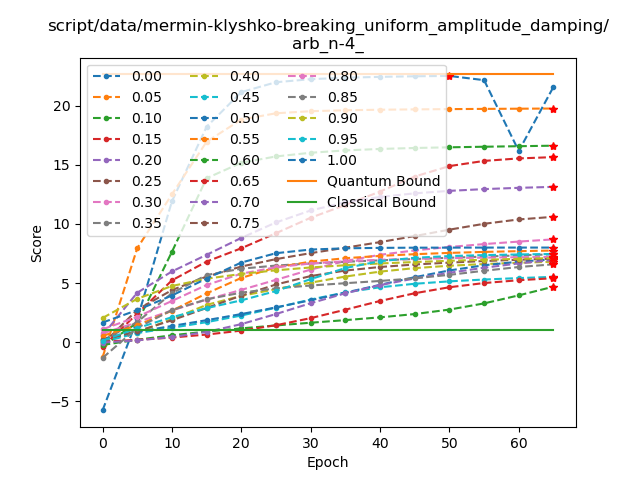 script/data/mermin-klyshko-breaking_uniform_amplitude_damping/
arb_n-4_
0.00 0.40 0.80
0.05 0.45 0.85
0.10 0.50 0.90
0.15 0.55 0.95
0.20 0.60 1.00
0.25 0.65 Quantum Bound
0.30 0.70 Classical Bound
0.35 0.75
Score
20
15
10
5
0
−5
0 10 20 30 40 50 60
Epoch